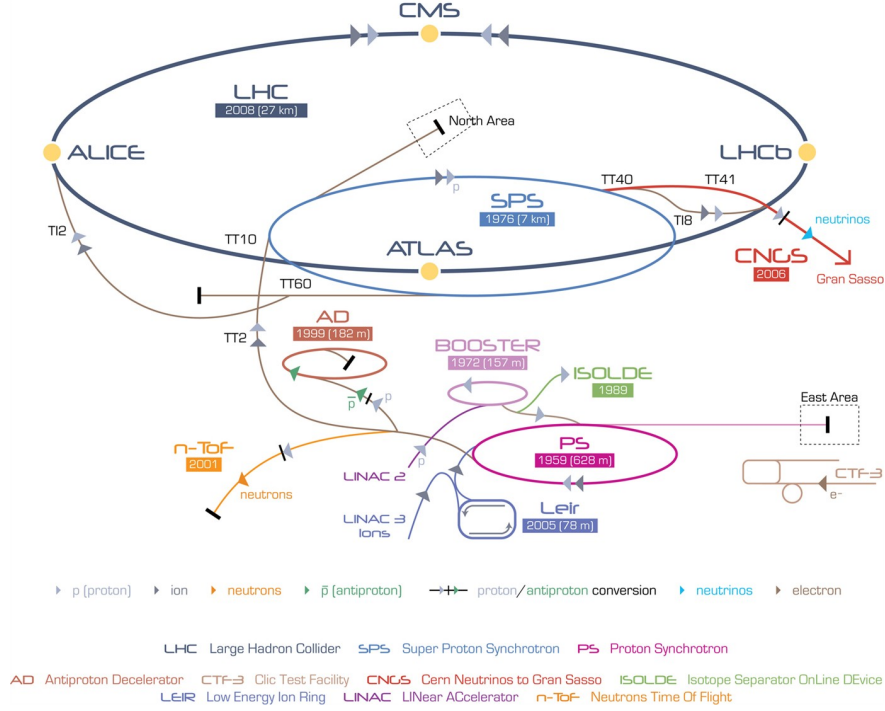 CMS
LHC
2008 (27 km)
North Area
ALICE
LHCb
TT40
TT41
p
SPS
1976 (7 km)
TI8
neutrinos
TI2
TT10
ATLAS
CNGS
2006
Gran Sasso
TT60
AD
1999 (182 m)
TT2
BOOSTER
1972 (157 m)
ISOLDE
1989
p̅
p
East Area
n-ToF
2001
PS
1959 (628 m)
p
LINAC 2
neutrons
CTF3
e-
LINAC 3
Ions
Leir
2005 (78 m)
p (proton) ion neutrons p̅ (antiproton) proton/antiproton conversion neutrinos electron
LHC Large Hadron Collider SPS Super Proton Synchrotron PS Proton Synchrotron
AD Antiproton Decelerator CTF3 Clic Test Facility CNGS Cern Neutrinos to Gran Sasso ISOLDE Isotope Separator OnLine DEvice
LEIR Low Energy Ion Ring LINAC LINear ACcelerator n-ToF Neutrons Time Of Flight